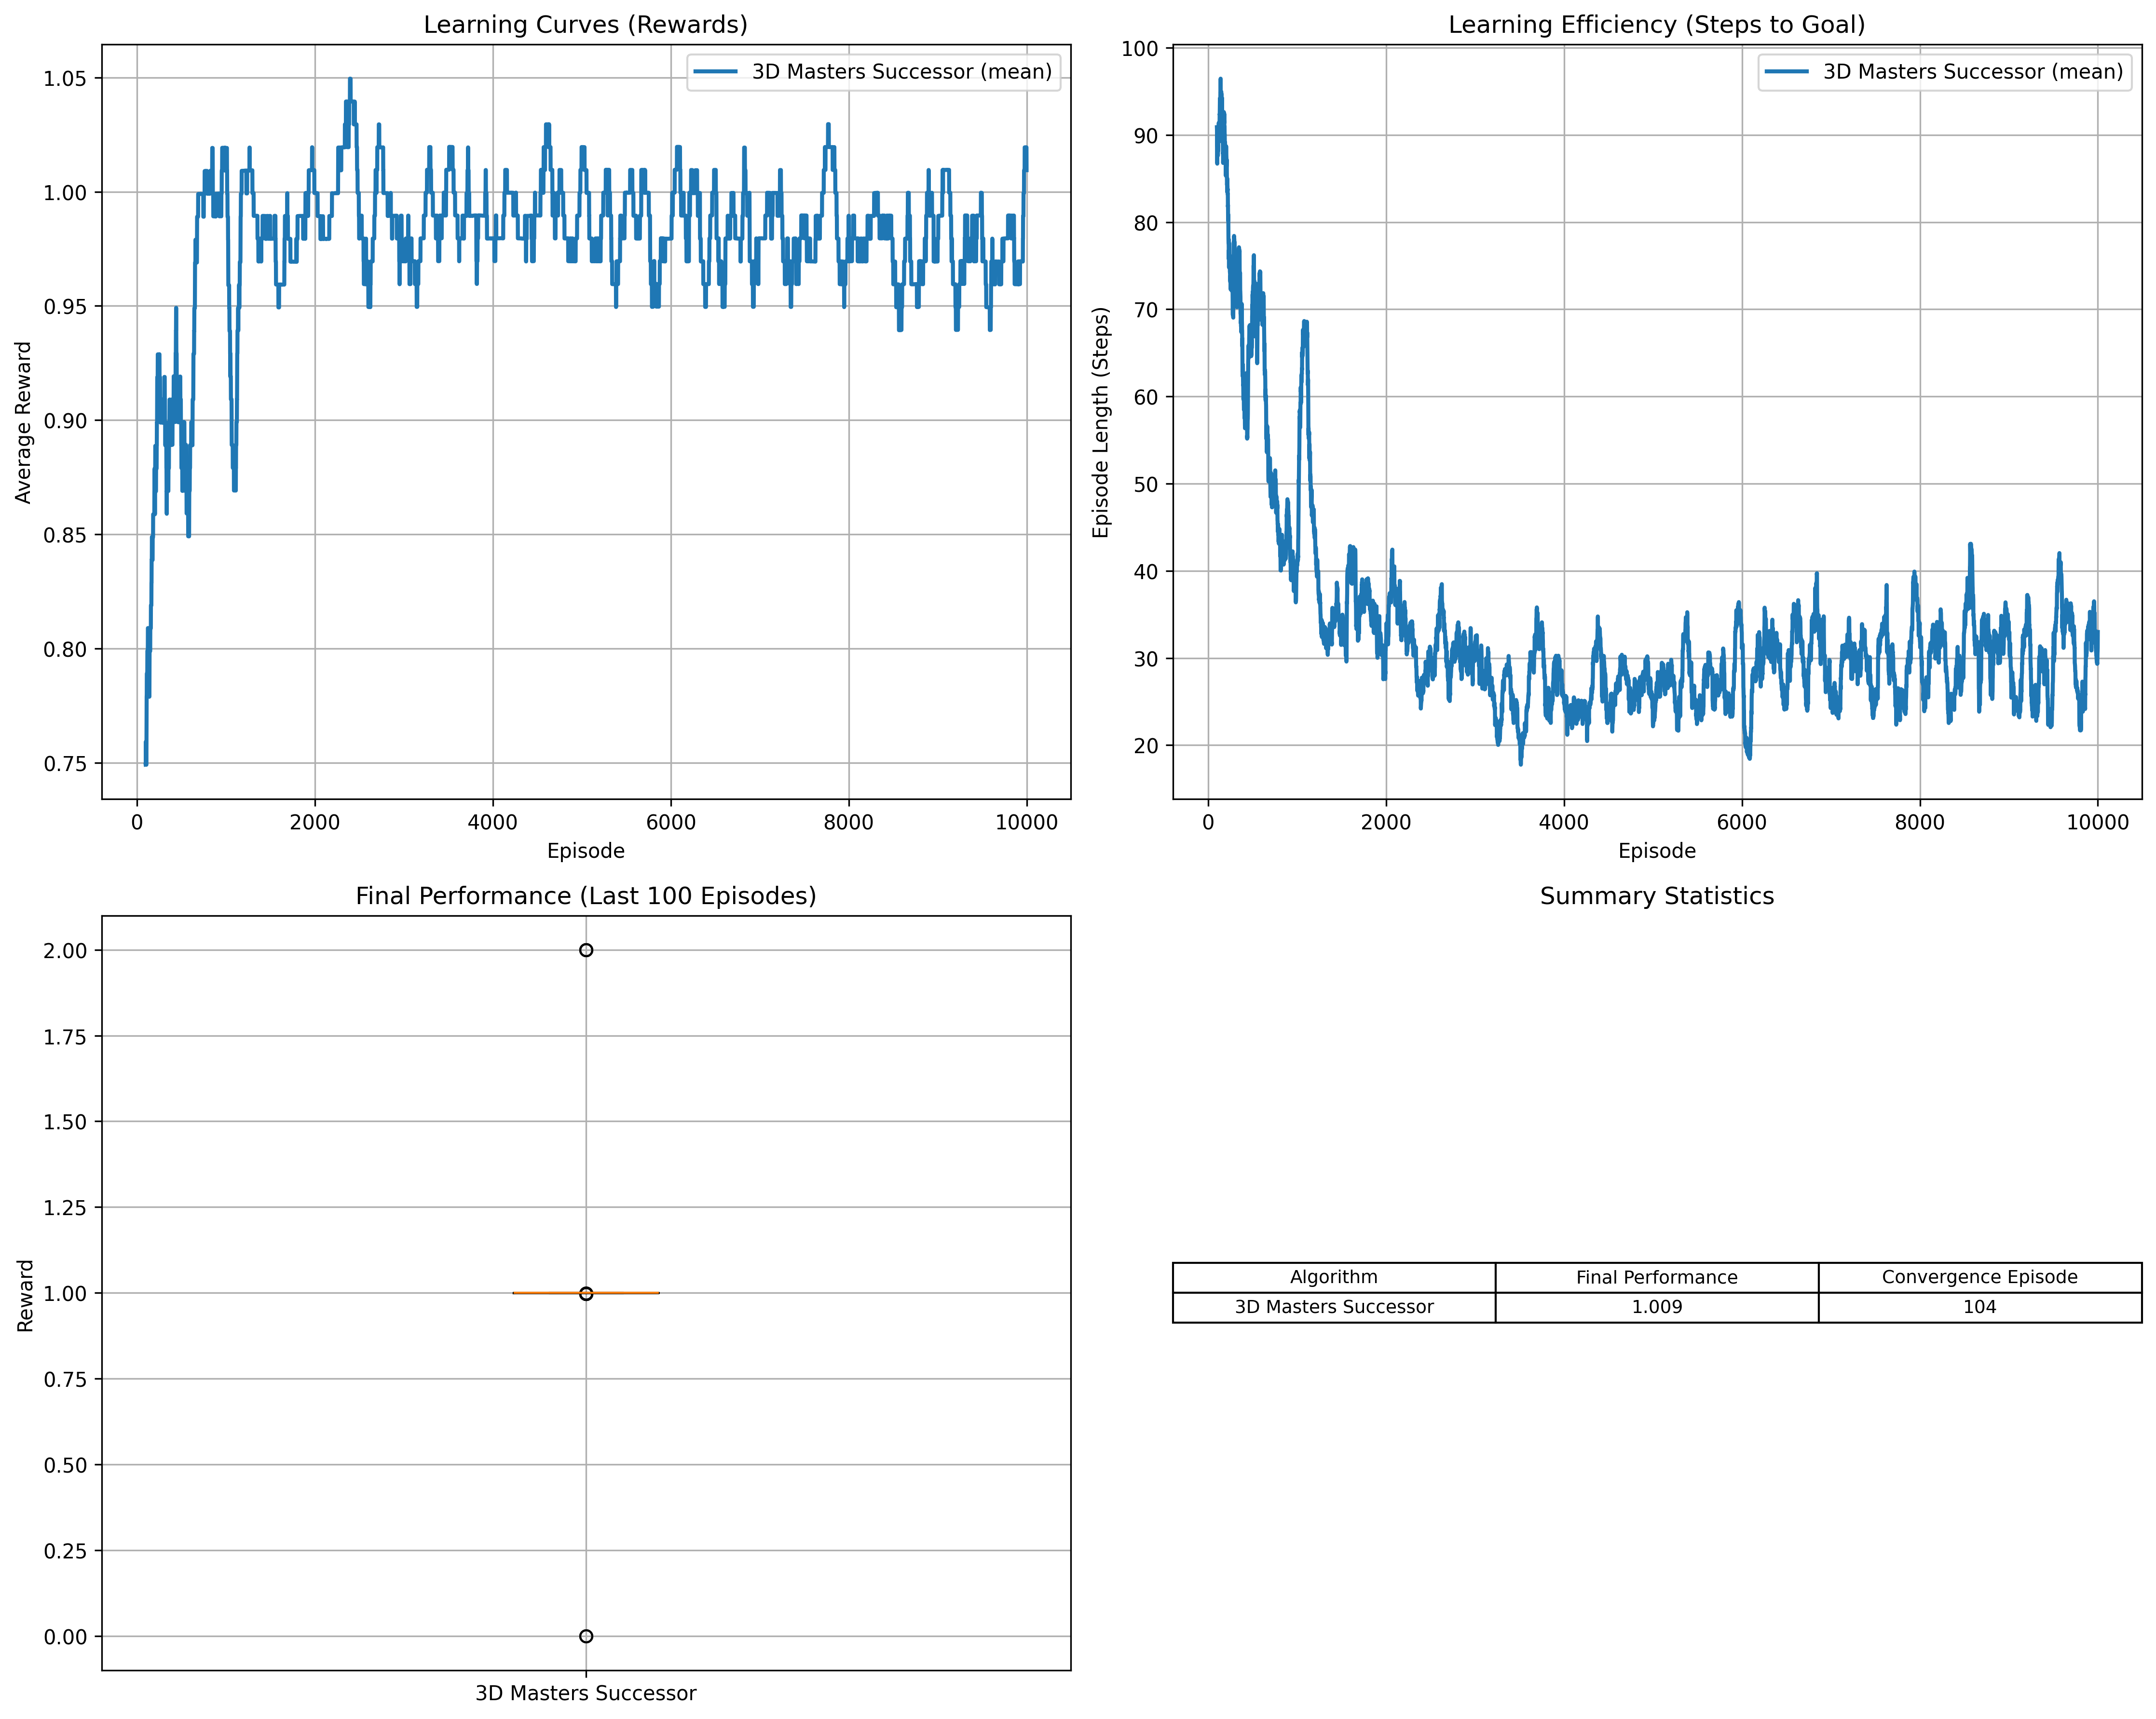 Learning Curves (Rewards)
3D Masters Successor (mean)
1.05
1.00
0.95
0.90
0.85
0.80
0.75
Average Reward
0 2000 4000 6000 8000 10000
Episode
Learning Efficiency (Steps to Goal)
3D Masters Successor (mean)
100
90
80
70
60
50
40
30
20
Episode Length (Steps)
0 2000 4000 6000 8000 10000
Episode
Final Performance (Last 100 Episodes)
2.00
1.75
1.50
1.25
1.00
0.75
0.50
0.25
0.00
Reward
3D Masters Successor
Summary Statistics
Algorithm Final Performance Convergence Episode
3D Masters Successor 1.009 104